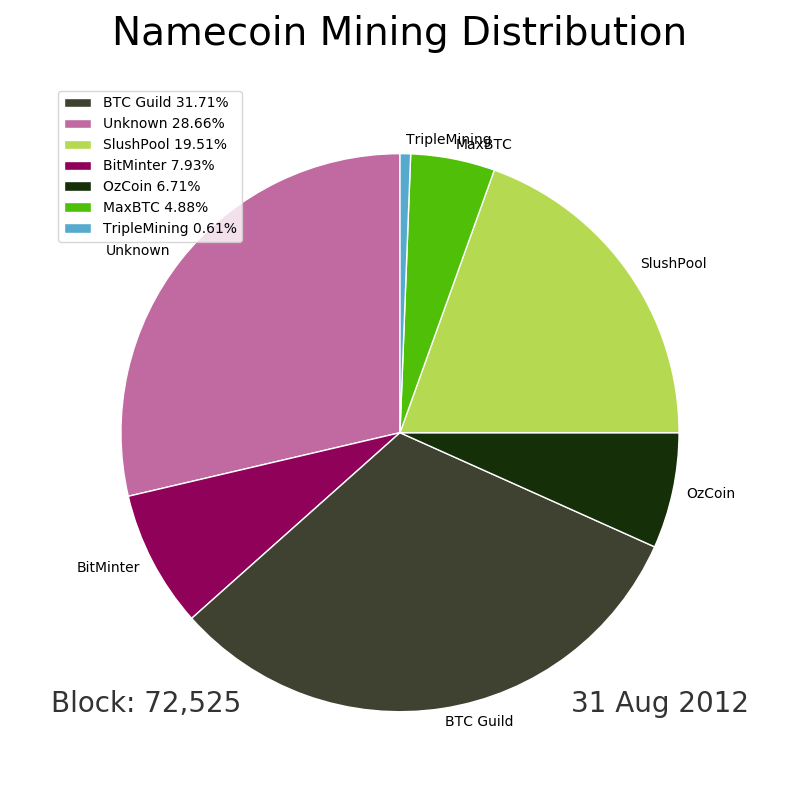 Namecoin Mining Distribution
BTC Guild 31.71%
Unknown 28.66%
SlushPool 19.51%
BitMinter 7.93%
OzCoin 6.71%
MaxBTC 4.88%
TripleMining 0.61%
TripleMining
MaxBTC
Unknown
SlushPool
OzCoin
BitMinter
BTC Guild
Block: 72,525
31 Aug 2012